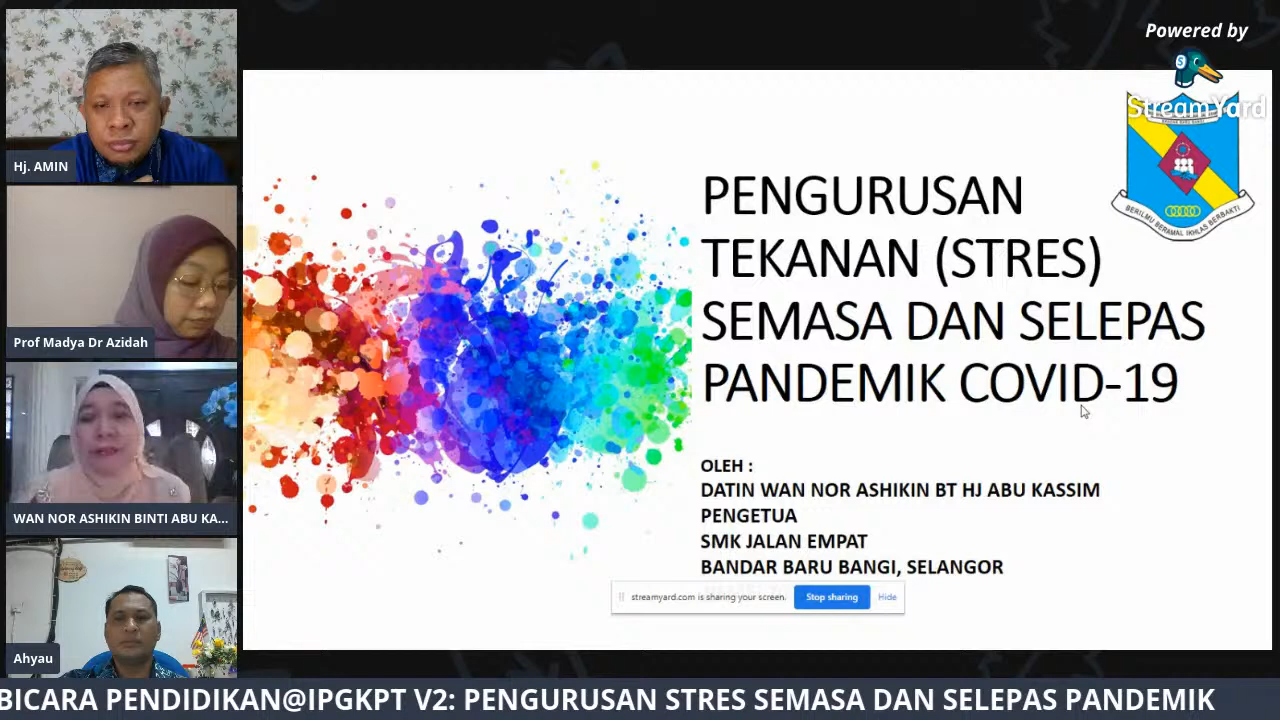 Powered by
StreamYard
Hj. AMIN
Prof Madya Dr Azidah
WAN NOR ASHIKIN BINTI ABU KA...
Ahyau
PENGURUSAN
TEKANAN (STRES)
SEMASA DAN SELEPAS
PANDEMIK COVID-19
BERILMU BERAMAL IKHLAS BERBAKTI
OLEH :
DATIN WAN NOR ASHIKIN BT HJ ABU KASSIM
PENGETUA
SMK JALAN EMPAT
BANDAR BARU BANGI, SELANGOR
streamyard.com is sharing your screen.
Stop sharing
Hide
BICARA PENDIDIKAN@IPGKPT V2: PENGURUSAN STRES SEMASA DAN SELEPAS PANDEMIK